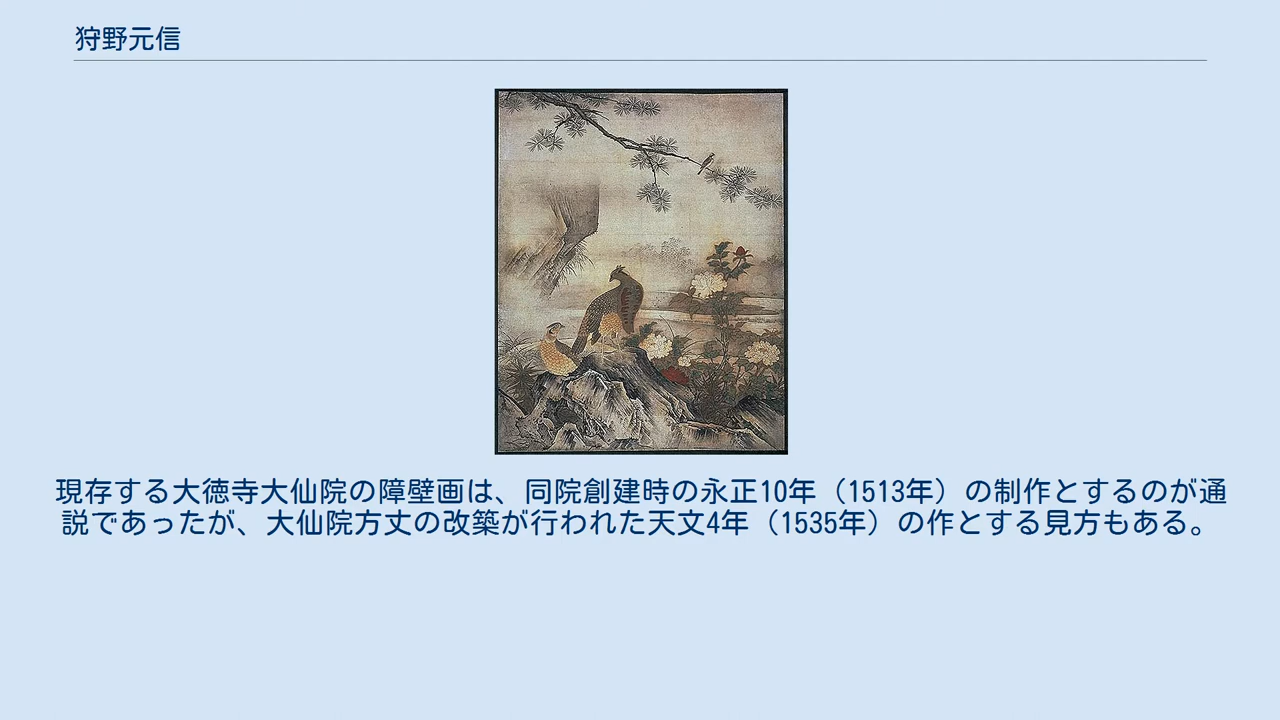 狩野元信
現存する大徳寺大仙院の障壁画は、同院創建時の永正10年（1513年）の制作とするのが通
説であったが、大仙院方丈の改築が行われた天文4年（1535年）の作とする見方もある。